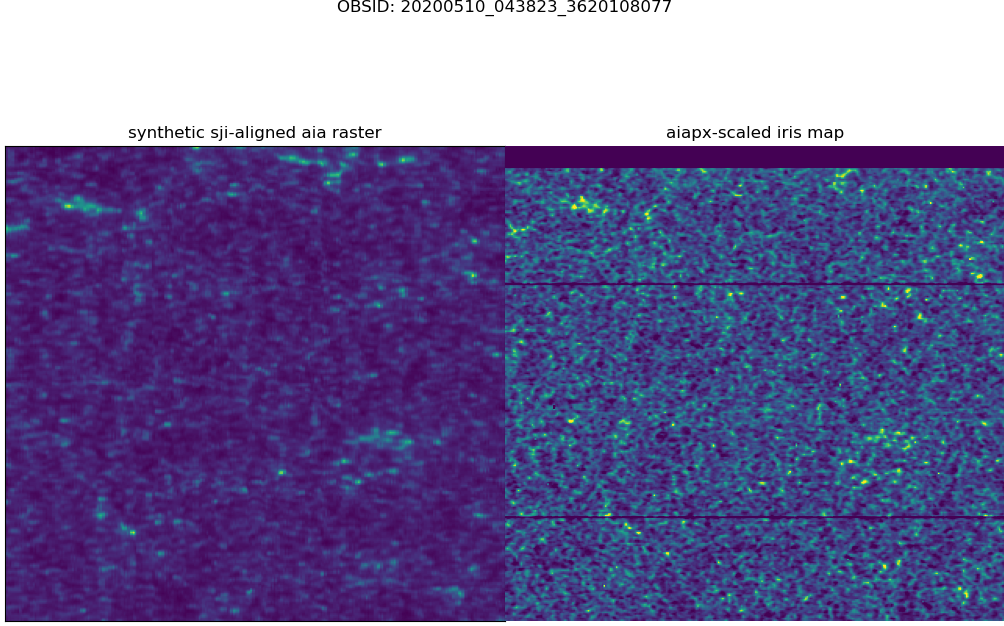 OBSID: 20200510_043823_3620108077
synthetic sji-aligned aia raster
aiapx-scaled iris map